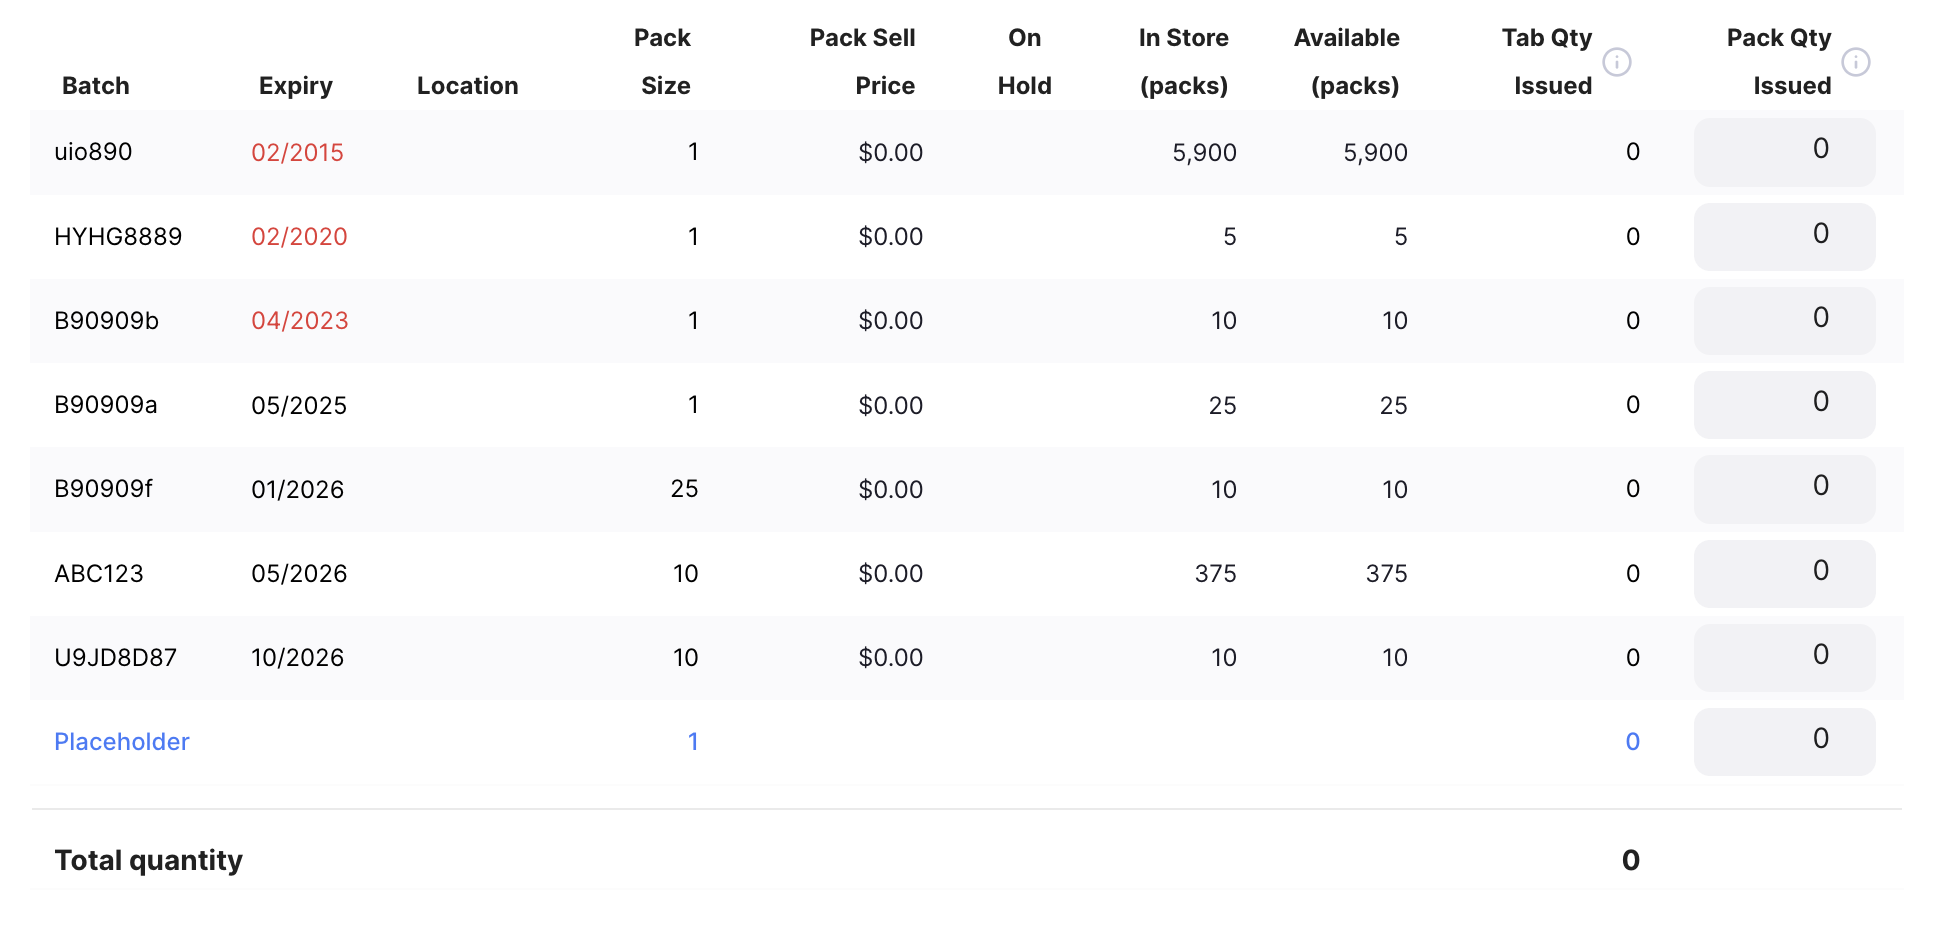 Batch Expiry Location Pack Size Pack Sell Price On Hold In Store (packs) Available (packs) Tab Qty Issued Pack Qty Issued
uio890 02/2015 1 $0.00 5,900 5,900 0 0
HYHG8889 02/2020 1 $0.00 5 5 0 0
B90909b 04/2023 1 $0.00 10 10 0 0
B90909a 05/2025 1 $0.00 25 25 0 0
B90909f 01/2026 25 $0.00 10 10 0 0
ABC123 05/2026 10 $0.00 375 375 0 0
U9JD8D87 10/2026 10 $0.00 10 10 0 0
Placeholder 1 0 0
Total quantity 0